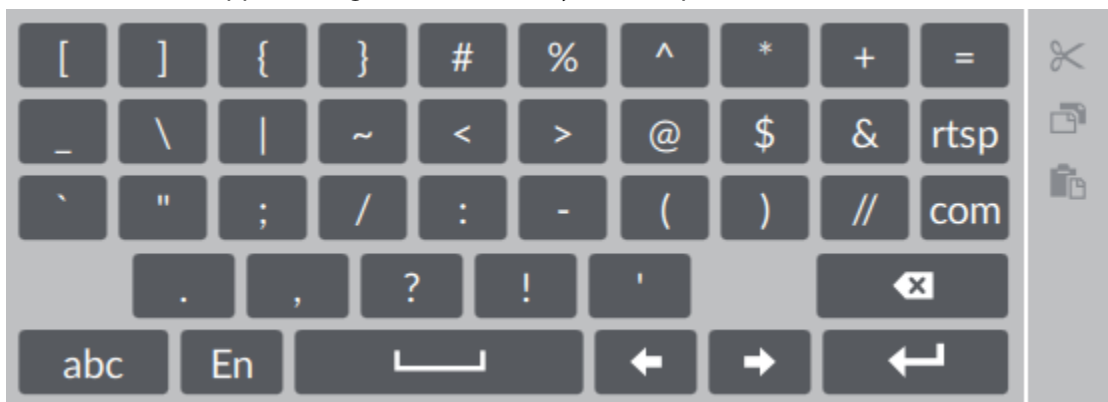 [ ] { } # % ^ * + =
_ \ | ~ < > @ $ & rtsp
` " ; / : - ( ) // com
. , ? ! '
abc En